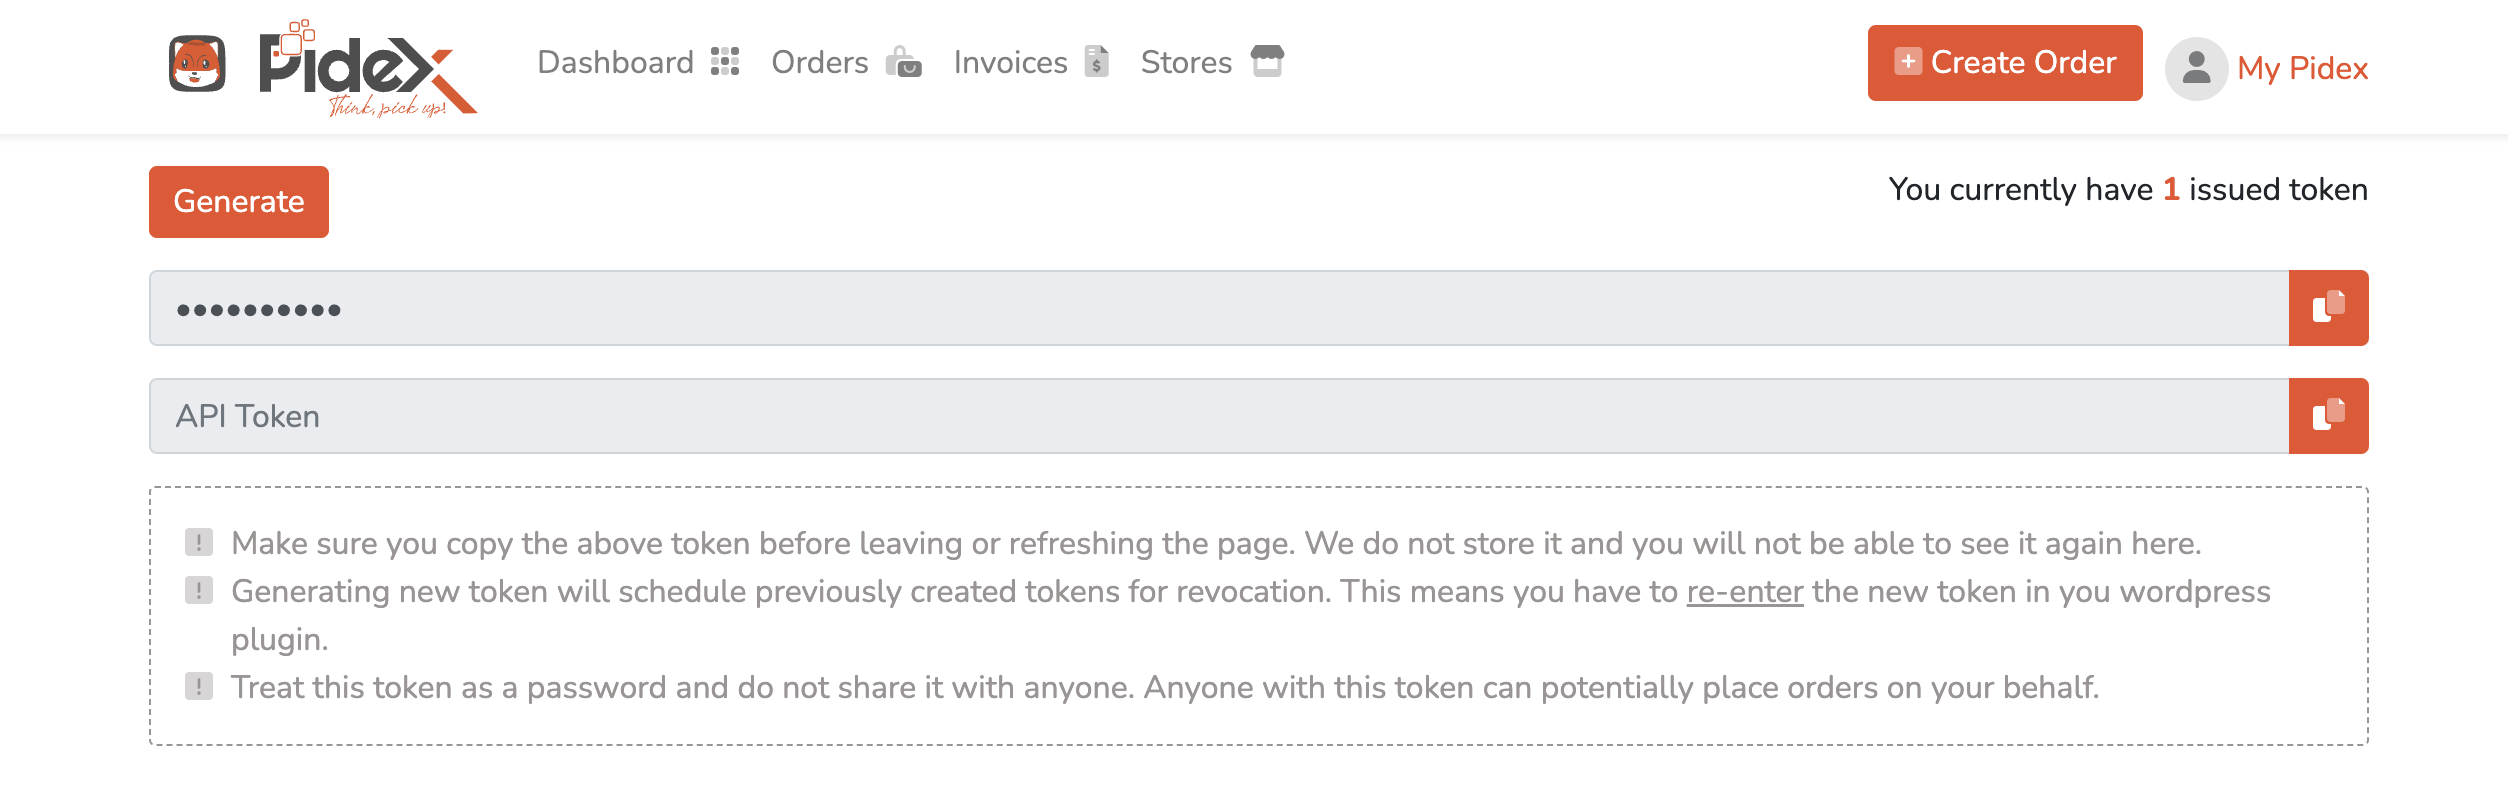 Pidex
Think, pick up!
Dashboard Orders Invoices Stores
Create Order
My Pidex
Generate
You currently have 1 issued token
••••••••••
API Token
Make sure you copy the above token before leaving or refreshing the page. We do not store it and you will not be able to see it again here.
Generating new token will schedule previously created tokens for revocation. This means you have to re-enter the new token in you wordpress
plugin.
Treat this token as a password and do not share it with anyone. Anyone with this token can potentially place orders on your behalf.